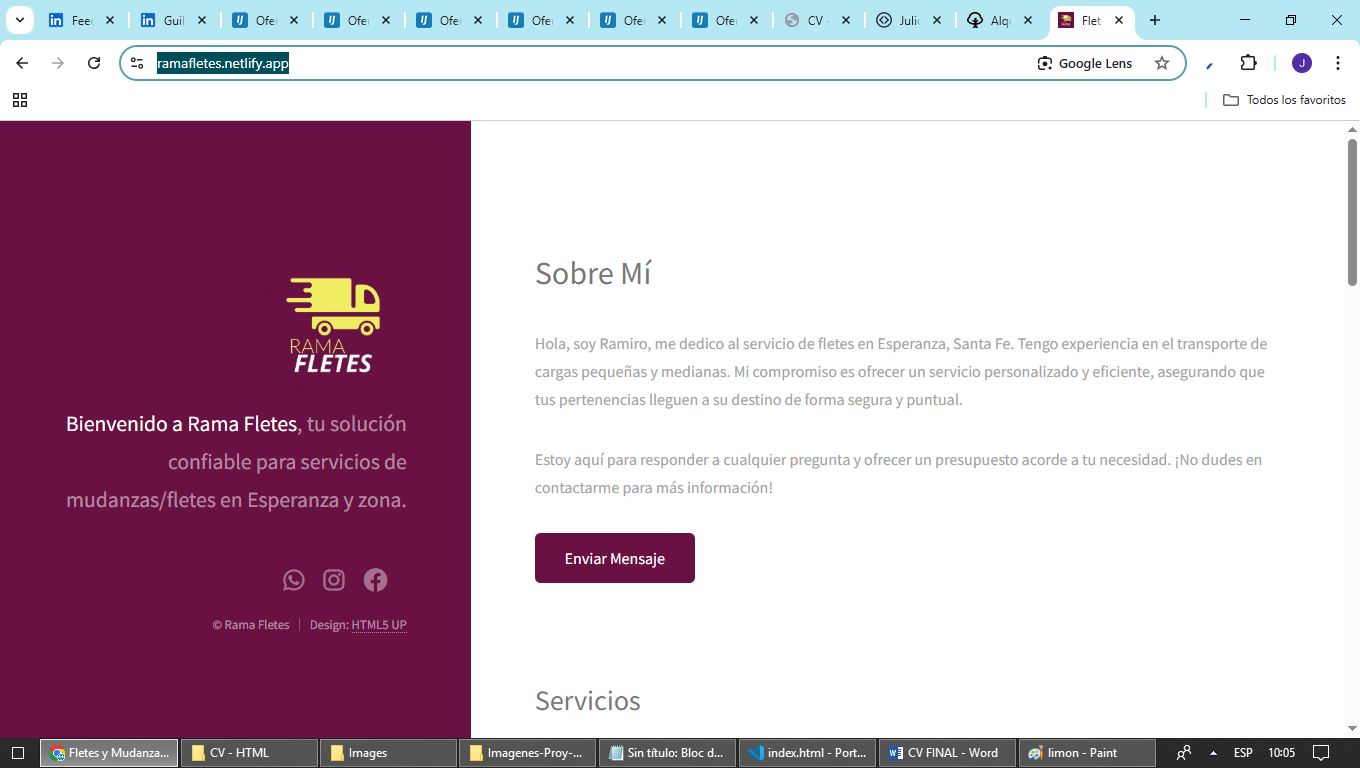 Feec
Guil
Ofer
Ofer
Ofer
Ofer
Ofer
Ofer
CV -
Julic
Alqu
Flet
ramafletes.netlify.app
Google Lens
J
Todos los favoritos
RAMA
FLETES
Bienvenido a Rama Fletes, tu solución
confiable para servicios de
mudanzas/fletes en Esperanza y zona.
© Rama Fletes
Design: HTML5 UP
Sobre Mí
Hola, soy Ramiro, me dedico al servicio de fletes en Esperanza, Santa Fe. Tengo experiencia en el transporte de
cargas pequeñas y medianas. Mi compromiso es ofrecer un servicio personalizado y eficiente, asegurando que
tus pertenencias lleguen a su destino de forma segura y puntual.
Estoy aquí para responder a cualquier pregunta y ofrecer un presupuesto acorde a tu necesidad. ¡No dudes en
contactarme para más información!
Enviar Mensaje
Servicios
Fletes y Mudanza...
CV - HTML
Images
Imagenes-Proy-...
Sin título: Bloc d...
index.html - Port...
CV FINAL - Word
limon - Paint
ESP
10:05